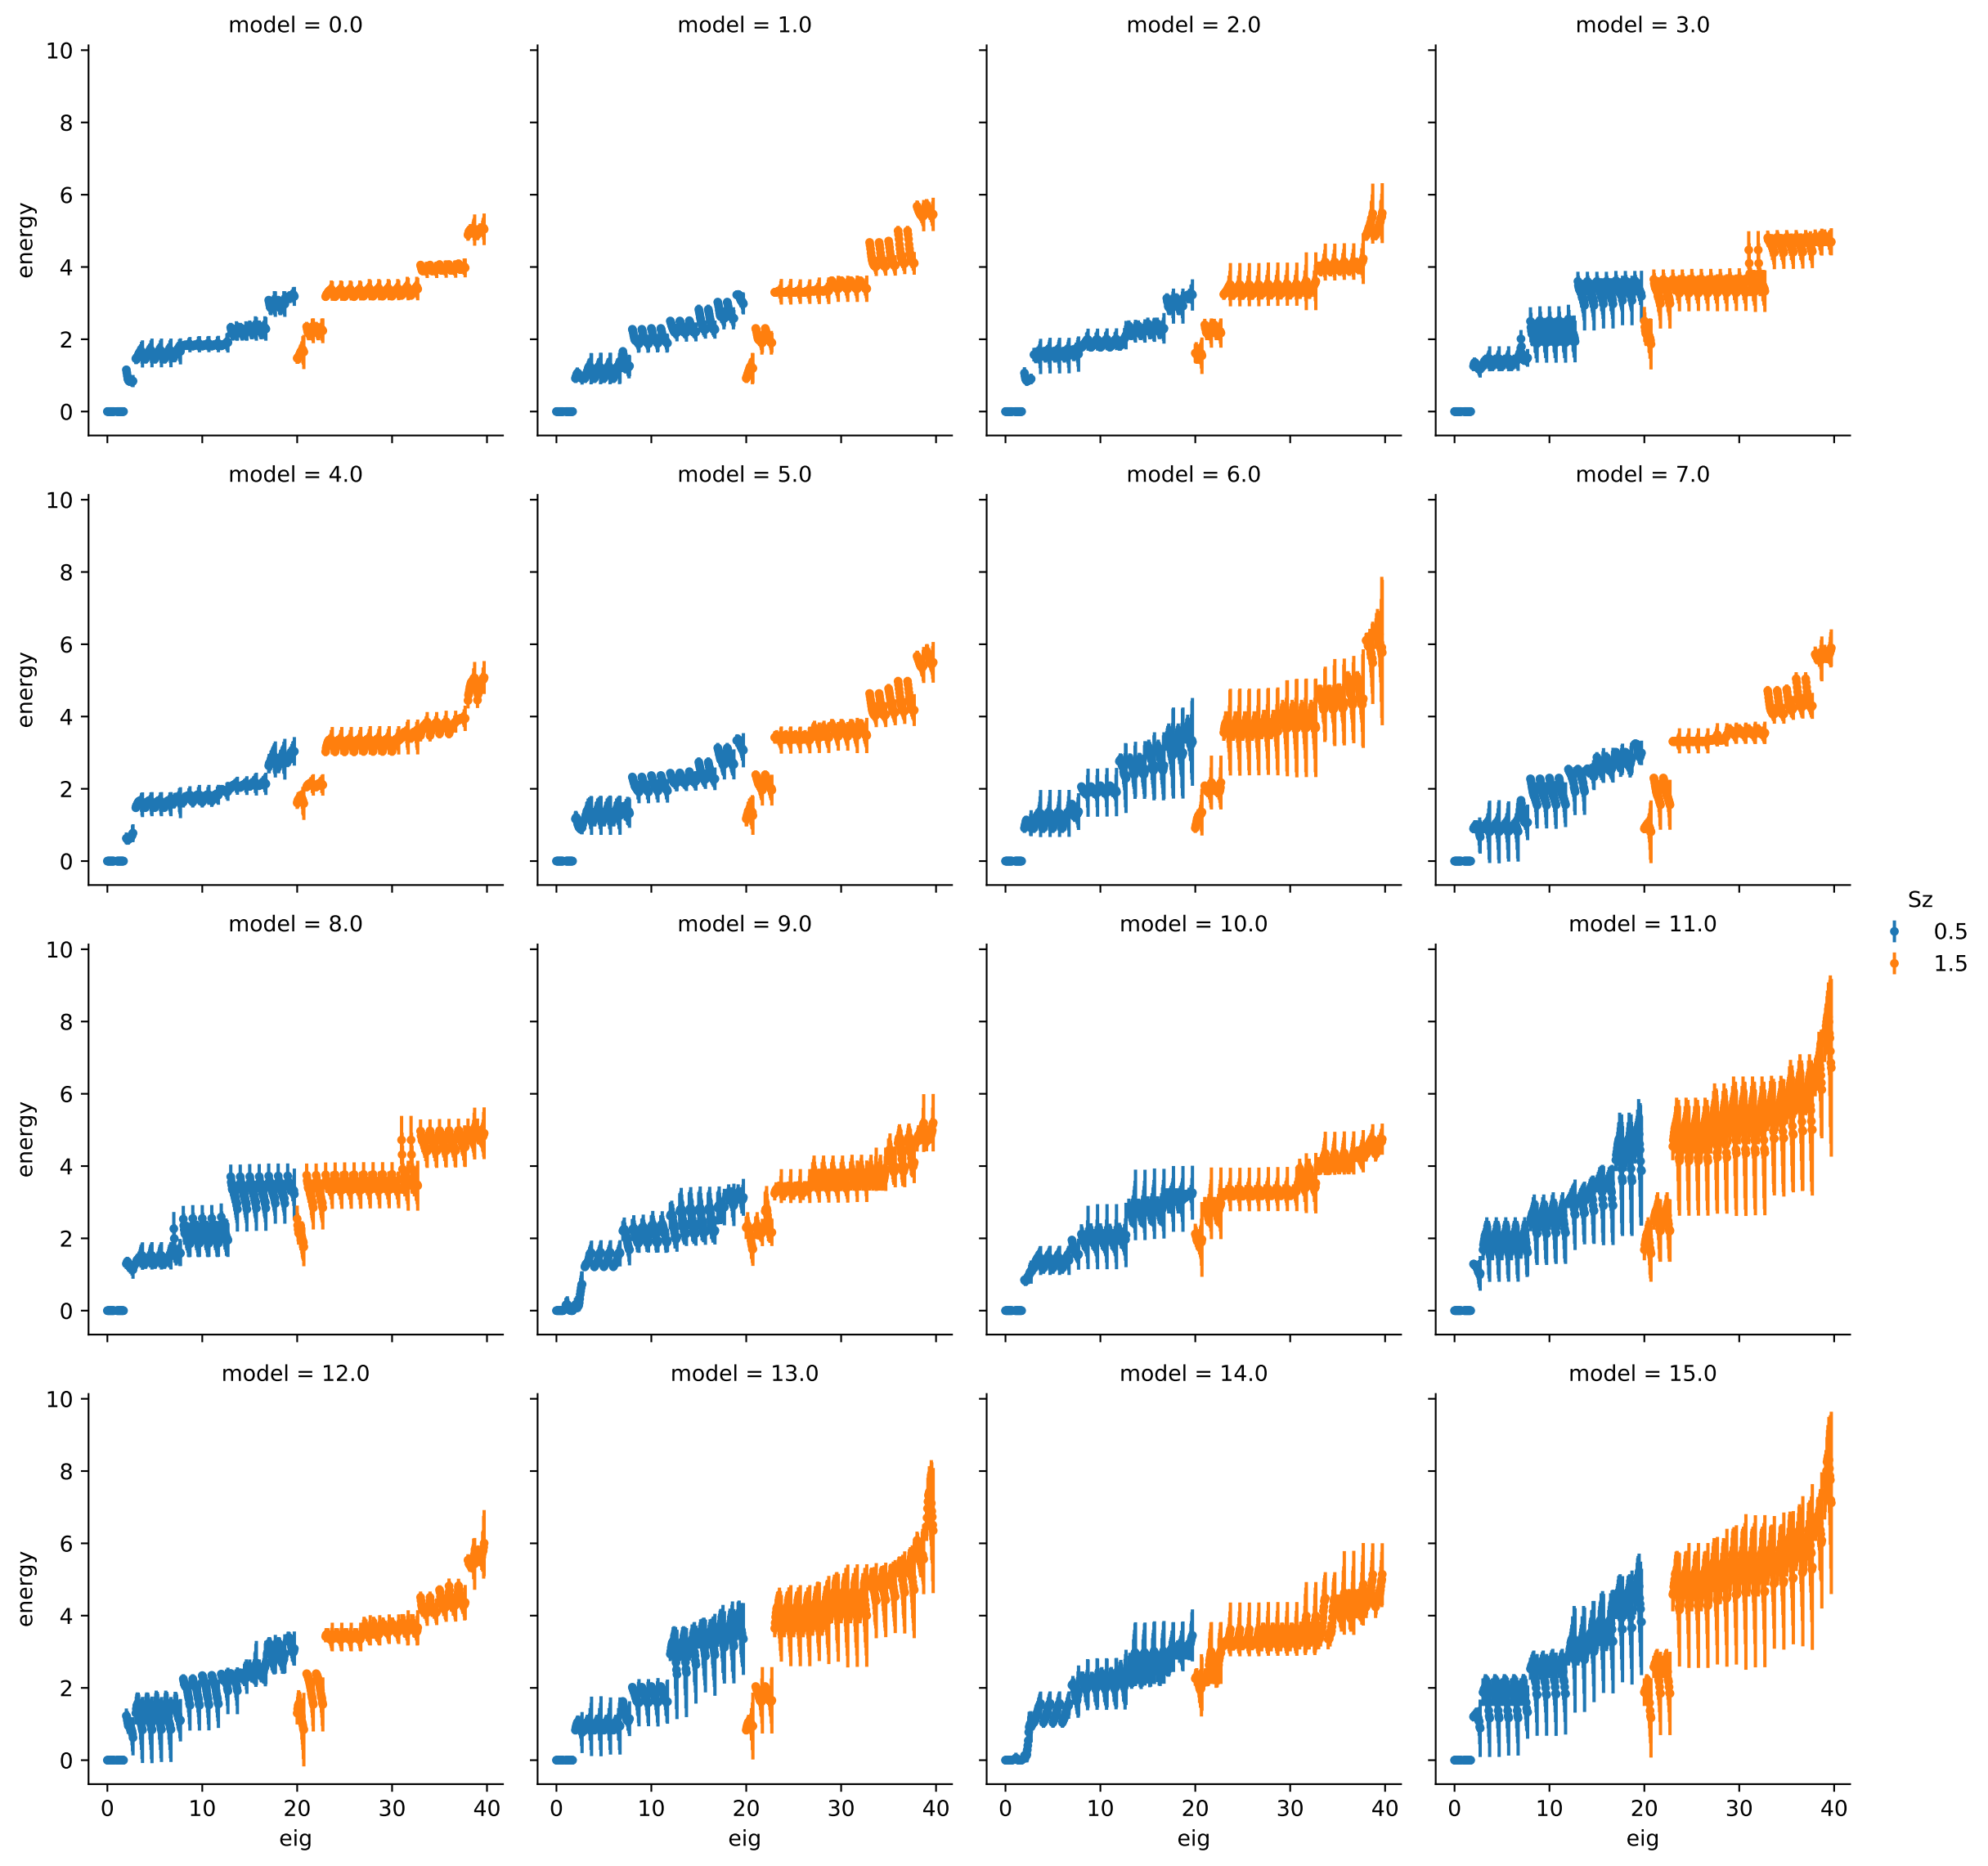 model = 0.0
model = 1.0
model = 2.0
model = 3.0
10
8
6
4
2
0
energy
model = 4.0
model = 5.0
model = 6.0
model = 7.0
10
8
6
4
2
0
energy
model = 8.0
model = 9.0
model = 10.0
model = 11.0
10
8
6
4
2
0
energy
Sz
0.5
1.5
model = 12.0
model = 13.0
model = 14.0
model = 15.0
10
8
6
4
2
0
energy
0 10 20 30 40
eig
0 10 20 30 40
eig
0 10 20 30 40
eig
0 10 20 30 40
eig